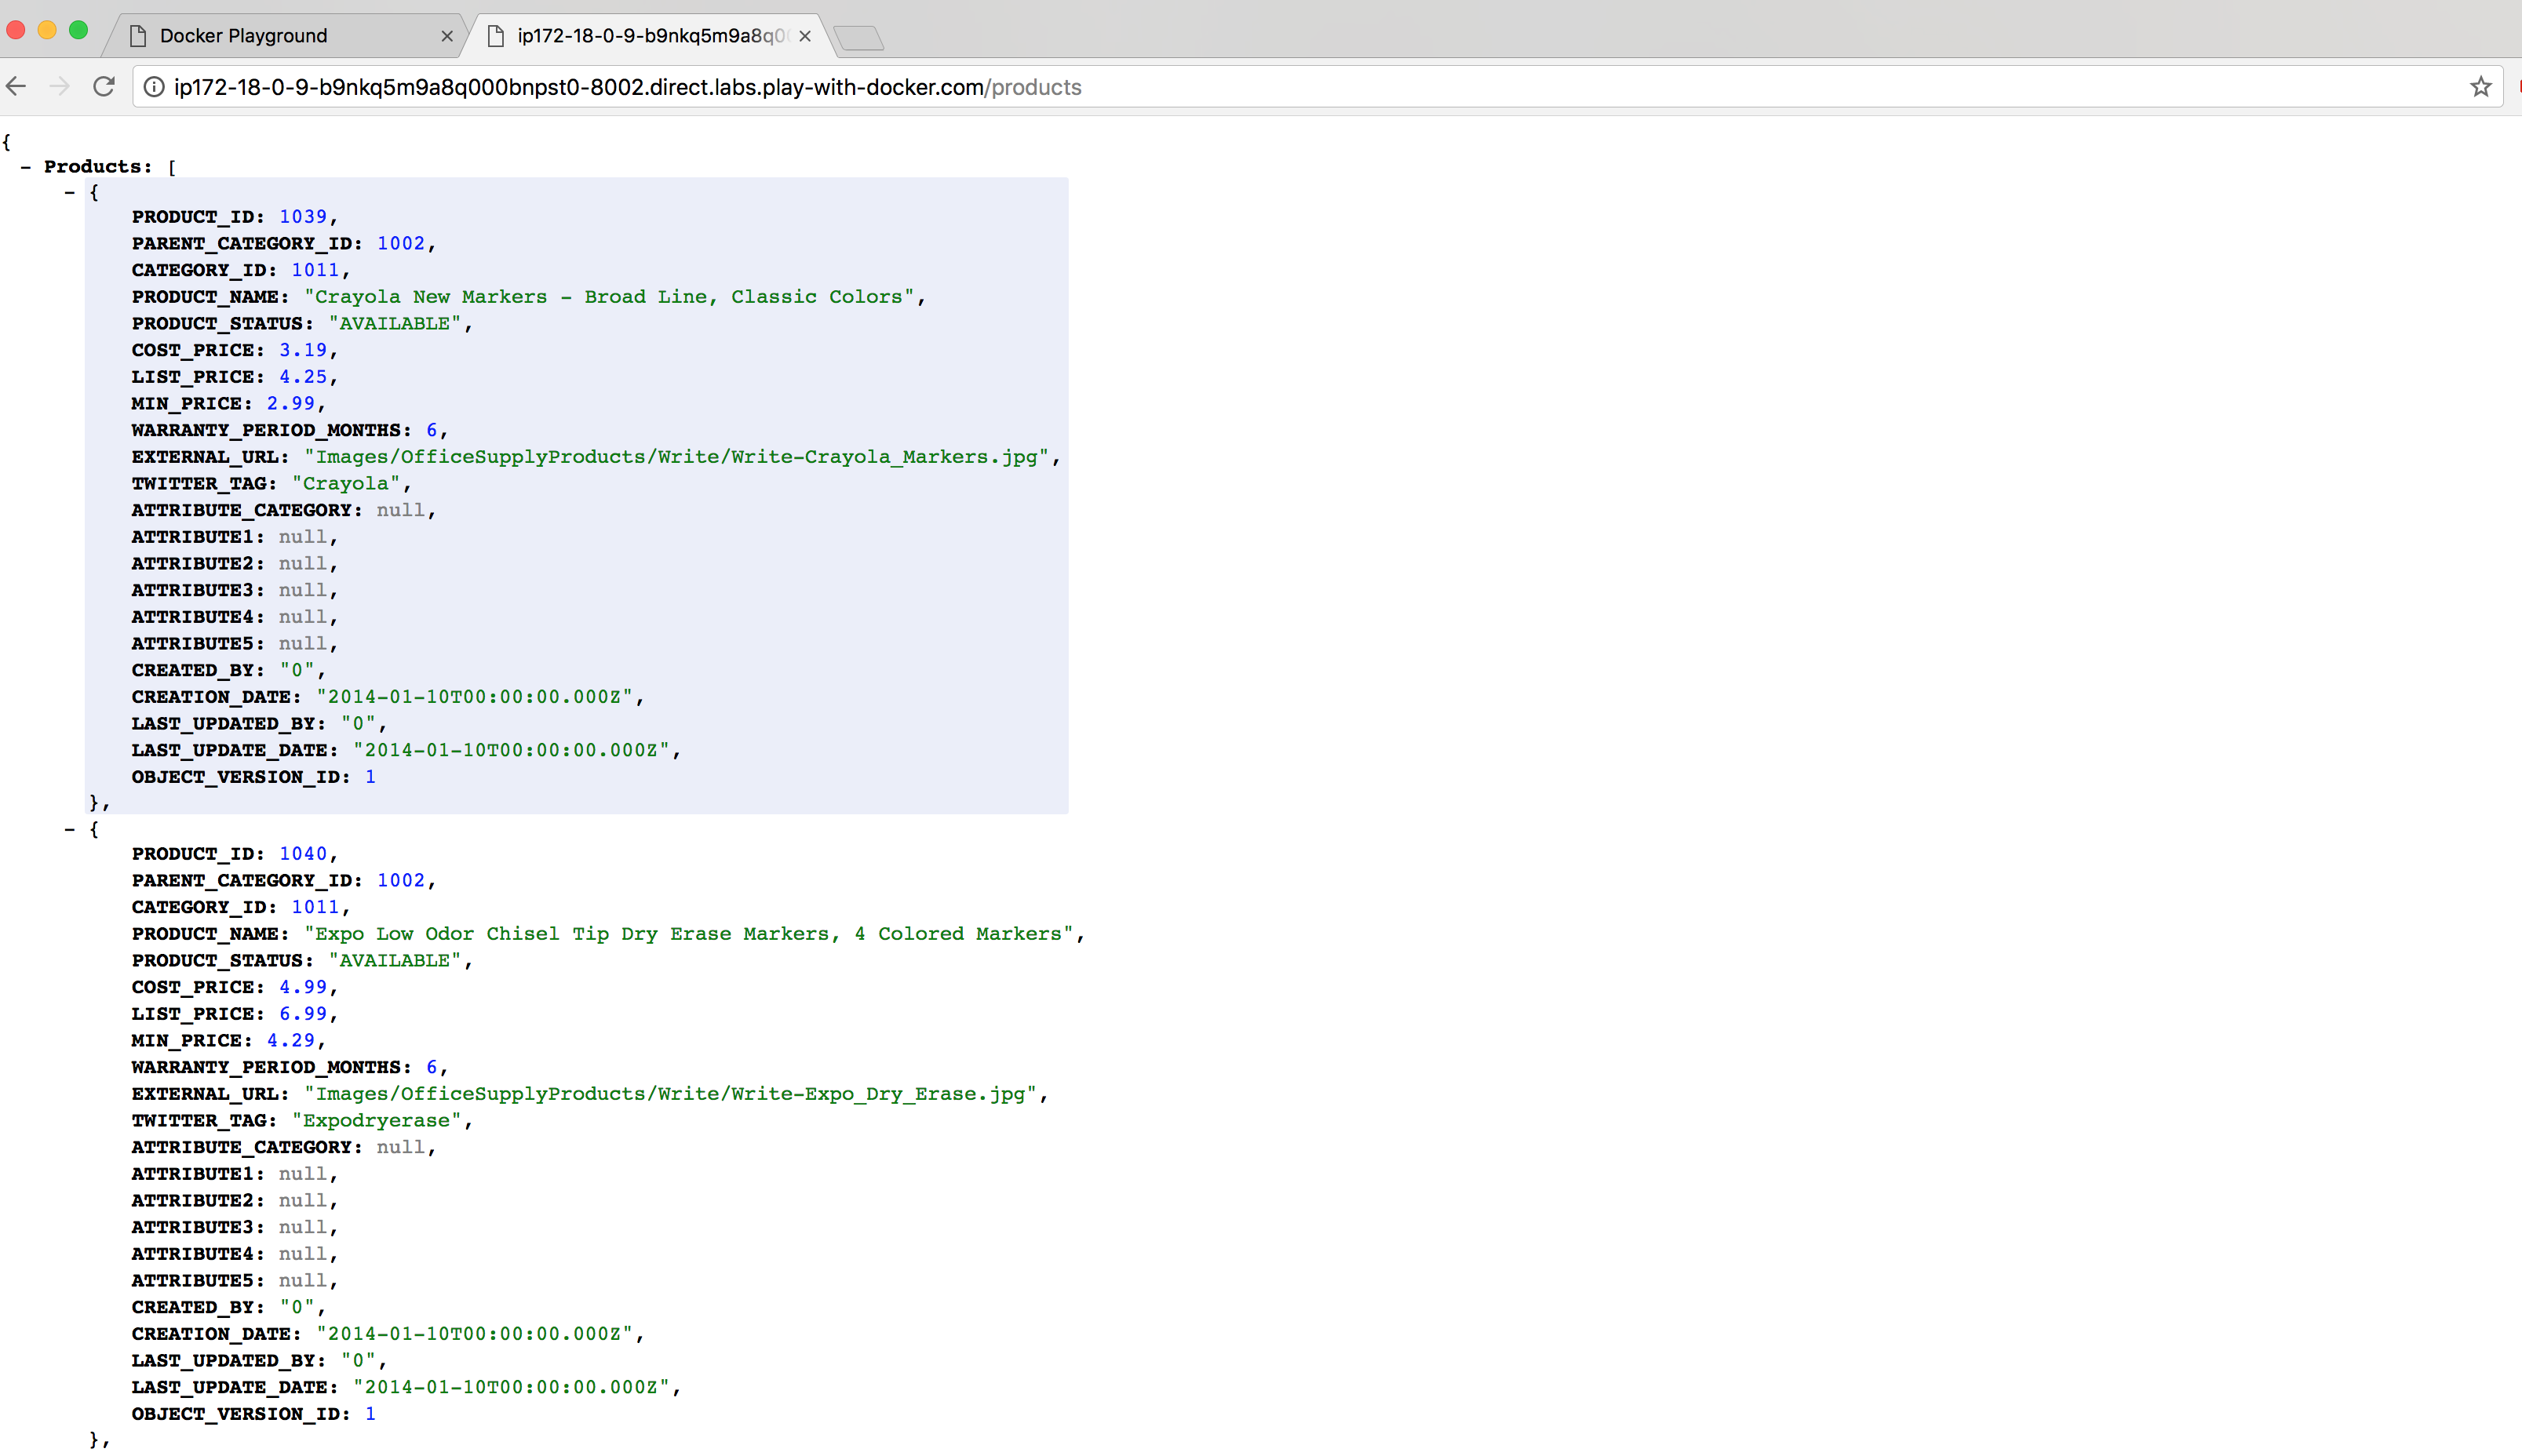 Docker Playground
ip172-18-0-9-b9nkq5m9a8q0
ip172-18-0-9-b9nkq5m9a8q000bnpst0-8002.direct.labs.play-with-docker.com/products
{
- Products: [
- {
PRODUCT_ID: 1039,
PARENT_CATEGORY_ID: 1002,
CATEGORY_ID: 1011,
PRODUCT_NAME: "Crayola New Markers - Broad Line, Classic Colors",
PRODUCT_STATUS: "AVAILABLE",
COST_PRICE: 3.19,
LIST_PRICE: 4.25,
MIN_PRICE: 2.99,
WARRANTY_PERIOD_MONTHS: 6,
EXTERNAL_URL: "Images/OfficeSupplyProducts/Write/Write-Crayola_Markers.jpg",
TWITTER_TAG: "Crayola",
ATTRIBUTE_CATEGORY: null,
ATTRIBUTE1: null,
ATTRIBUTE2: null,
ATTRIBUTE3: null,
ATTRIBUTE4: null,
ATTRIBUTE5: null,
CREATED_BY: "0",
CREATION_DATE: "2014-01-10T00:00:00.000Z",
LAST_UPDATED_BY: "0",
LAST_UPDATE_DATE: "2014-01-10T00:00:00.000Z",
OBJECT_VERSION_ID: 1
},
- {
PRODUCT_ID: 1040,
PARENT_CATEGORY_ID: 1002,
CATEGORY_ID: 1011,
PRODUCT_NAME: "Expo Low Odor Chisel Tip Dry Erase Markers, 4 Colored Markers",
PRODUCT_STATUS: "AVAILABLE",
COST_PRICE: 4.99,
LIST_PRICE: 6.99,
MIN_PRICE: 4.29,
WARRANTY_PERIOD_MONTHS: 6,
EXTERNAL_URL: "Images/OfficeSupplyProducts/Write/Write-Expo_Dry_Erase.jpg",
TWITTER_TAG: "Expodryerase",
ATTRIBUTE_CATEGORY: null,
ATTRIBUTE1: null,
ATTRIBUTE2: null,
ATTRIBUTE3: null,
ATTRIBUTE4: null,
ATTRIBUTE5: null,
CREATED_BY: "0",
CREATION_DATE: "2014-01-10T00:00:00.000Z",
LAST_UPDATED_BY: "0",
LAST_UPDATE_DATE: "2014-01-10T00:00:00.000Z",
OBJECT_VERSION_ID: 1
},